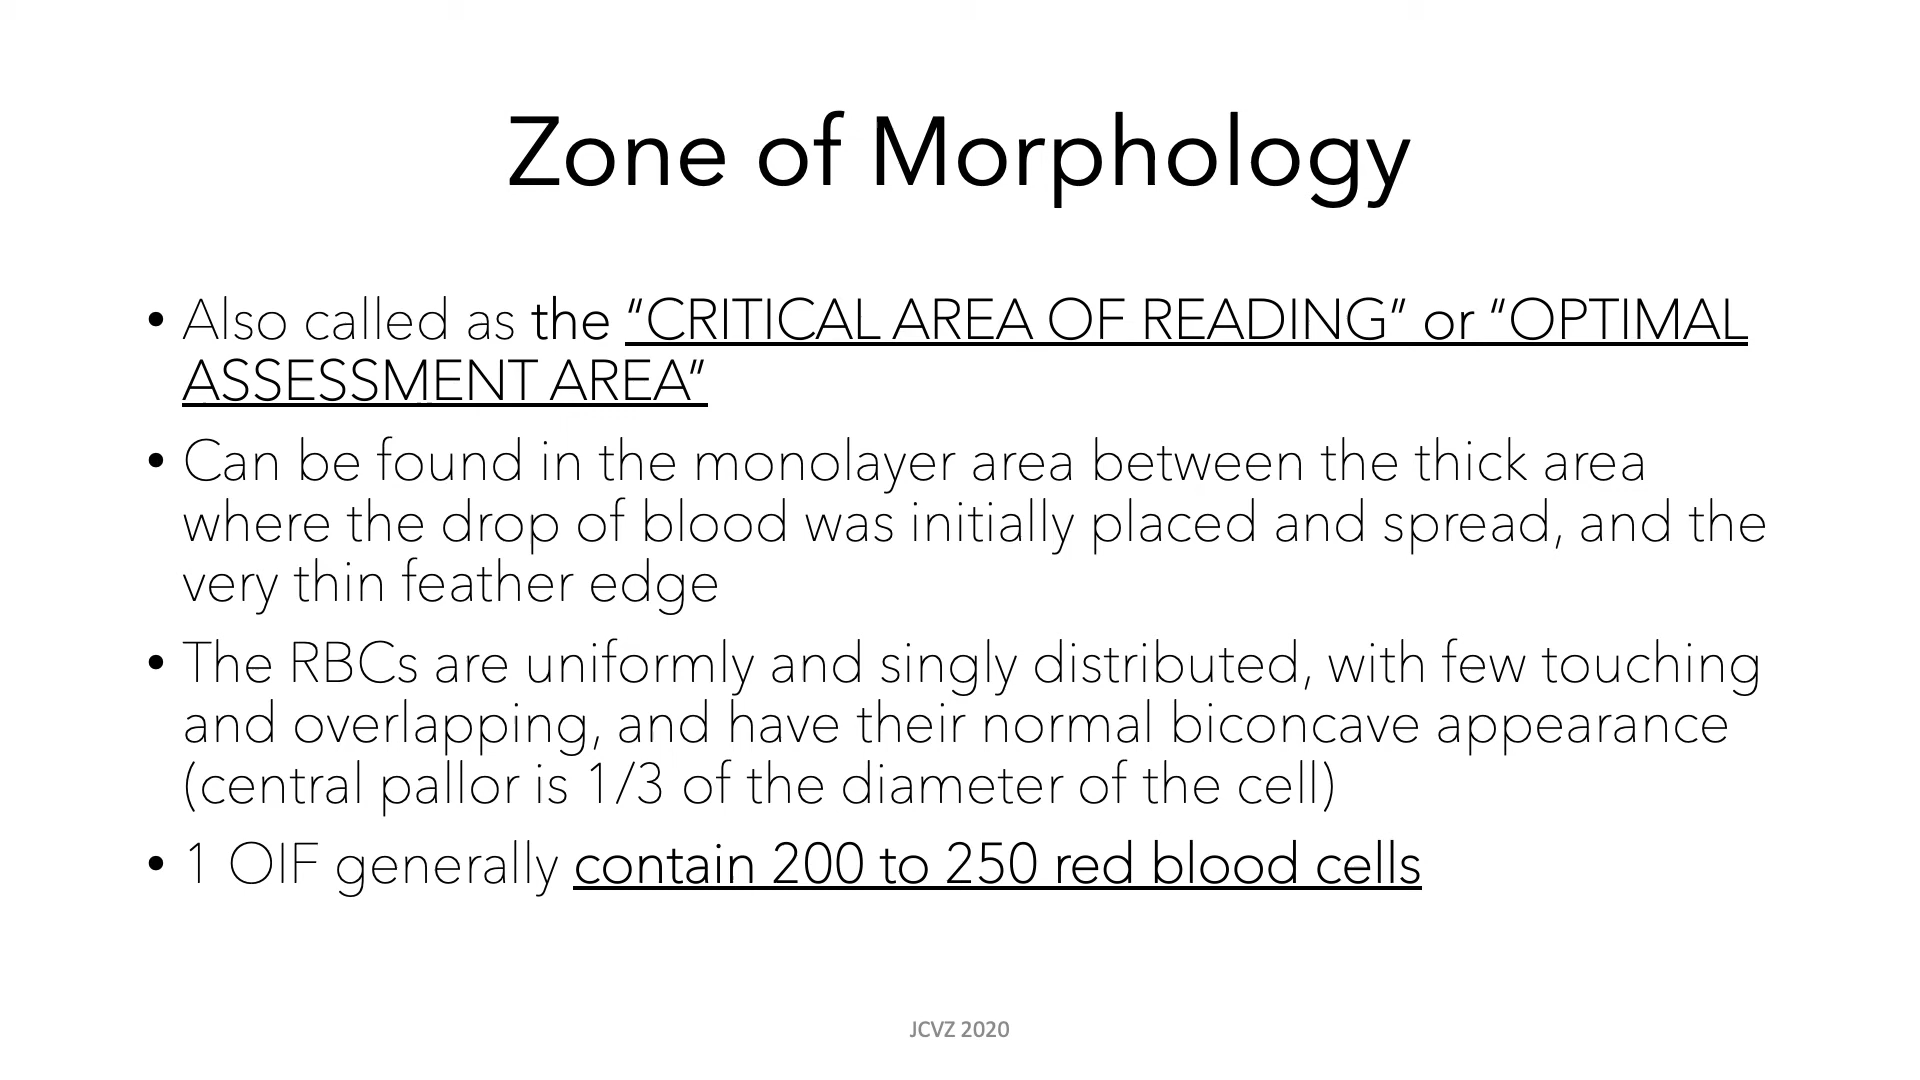 Zone of Morphology
• Also called as the “CRITICAL AREA OF READING” or “OPTIMAL
ASSESSMENT AREA”
• Can be found in the monolayer area between the thick area
where the drop of blood was initially placed and spread, and the
very thin feather edge
• The RBCs are uniformly and singly distributed, with few touching
and overlapping, and have their normal biconcave appearance
(central pallor is 1/3 of the diameter of the cell)
• 1 OIF generally contain 200 to 250 red blood cells
JCVZ 2020